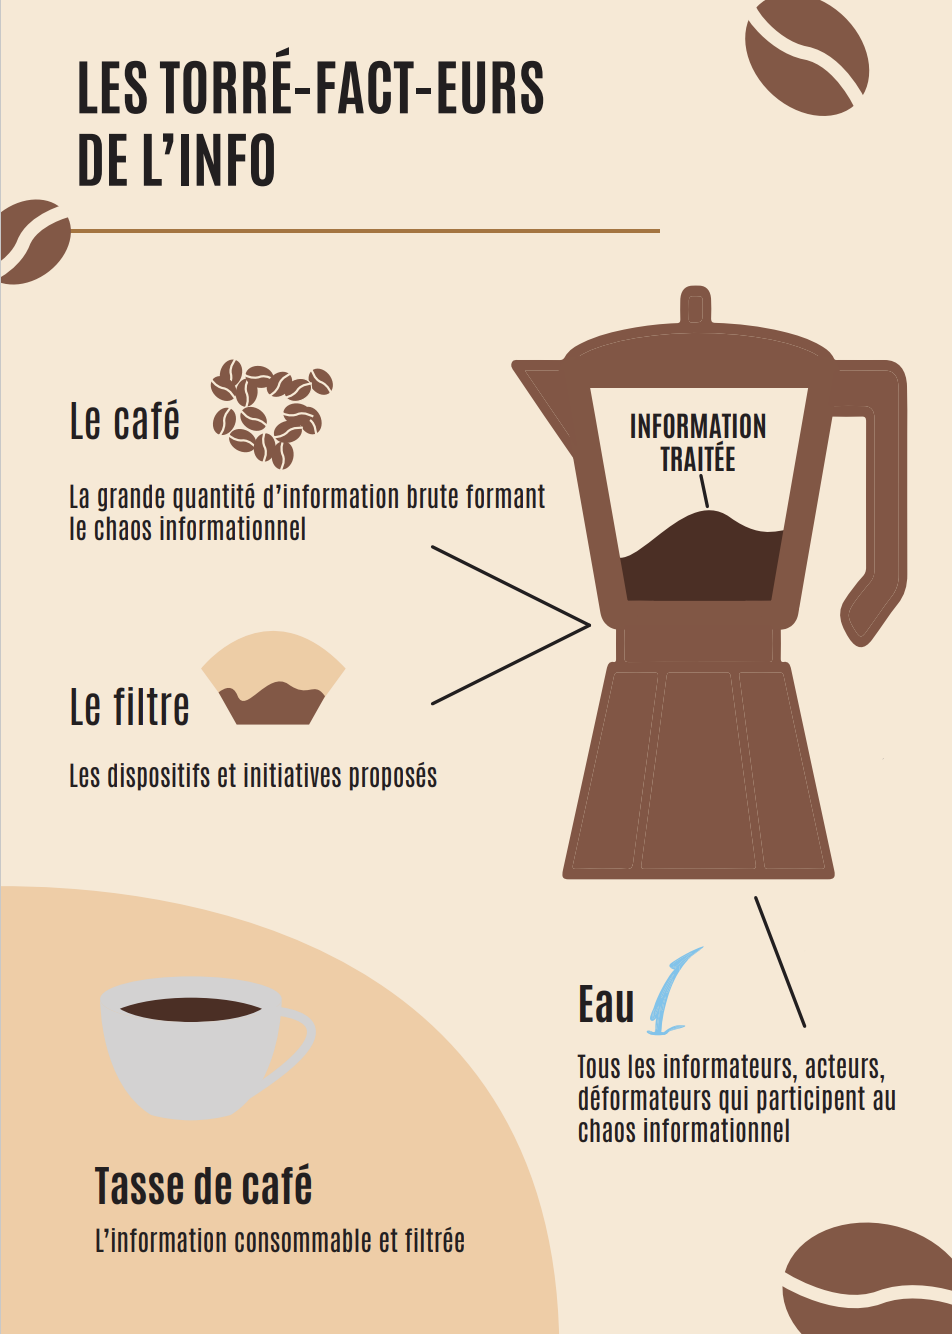 LES TORRÉ-FACT-EURS
DE L’INFO
Le café
La grande quantité d’information brute formant
le chaos informationnel
INFORMATION
TRAITÉE
Le filtre
Les dispositifs et initiatives proposés
Eau
Tous les informateurs, acteurs,
déformateurs qui participent au
chaos informationnel
Tasse de café
L’information consommable et filtrée